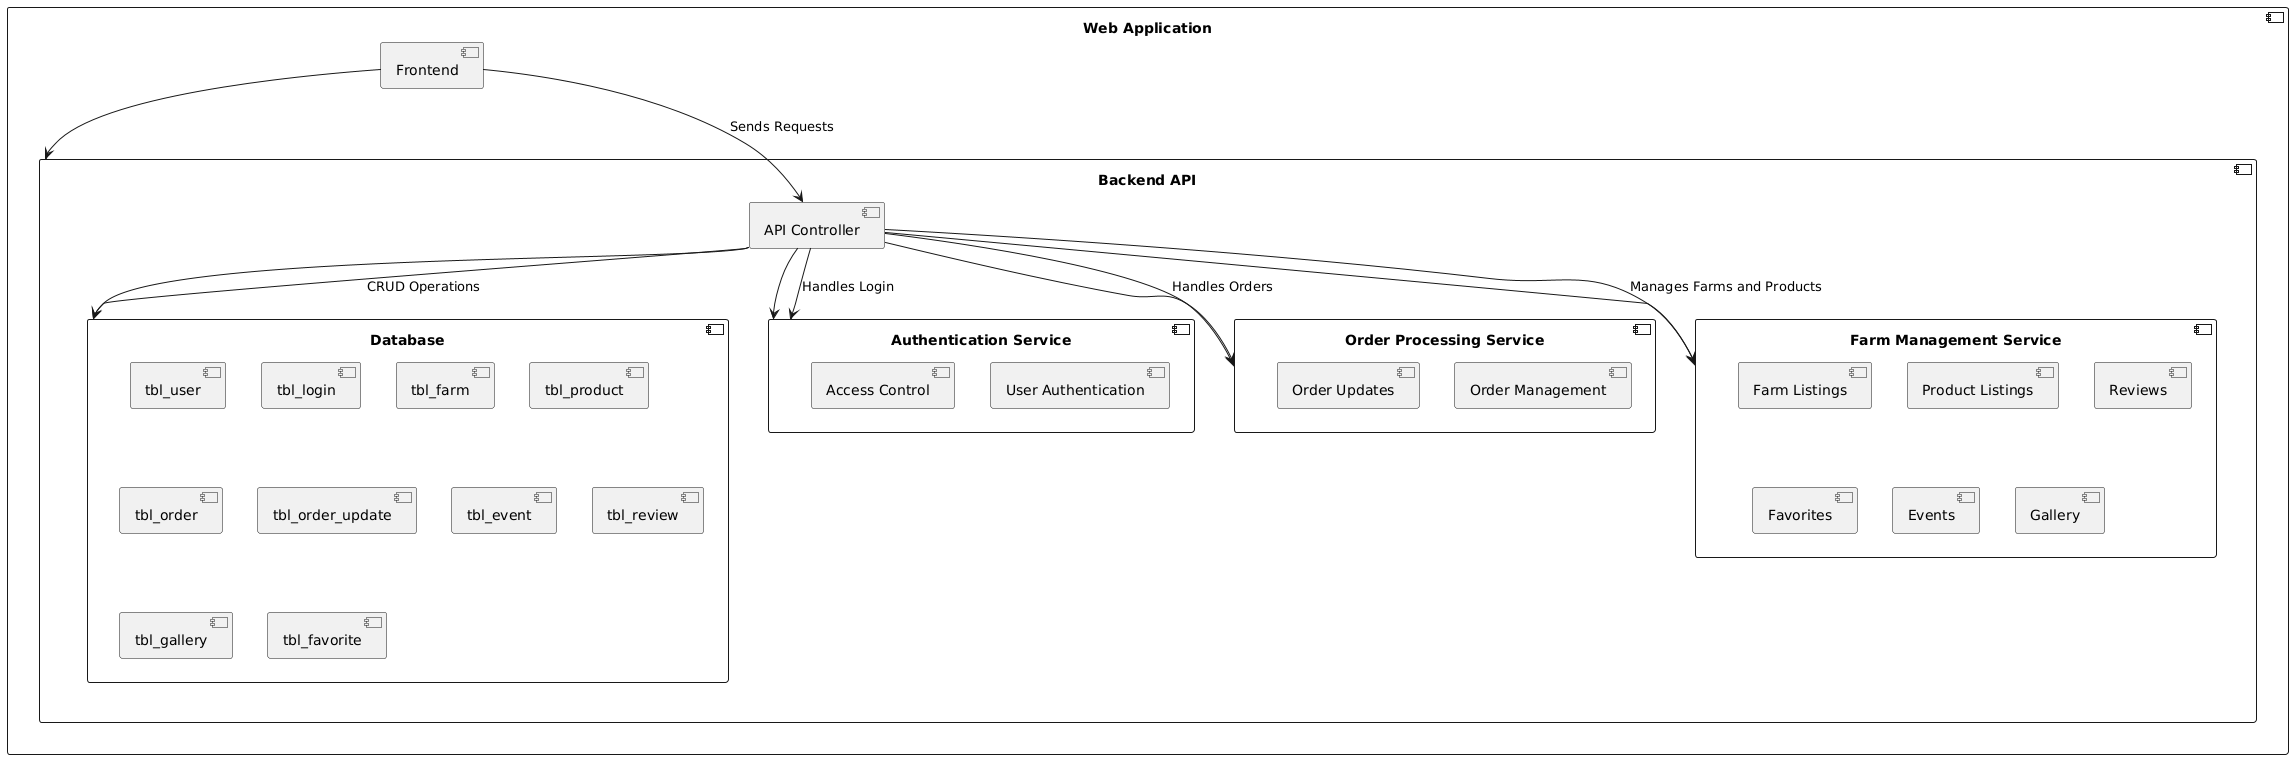 Web Application
Frontend
Sends Requests
Backend API
API Controller
CRUD Operations
Handles Login
Handles Orders
Manages Farms and Products
Database
tbl_user
tbl_login
tbl_farm
tbl_product
tbl_order
tbl_order_update
tbl_event
tbl_review
tbl_gallery
tbl_favorite
Authentication Service
Access Control
User Authentication
Order Processing Service
Order Updates
Order Management
Farm Management Service
Farm Listings
Product Listings
Reviews
Favorites
Events
Gallery